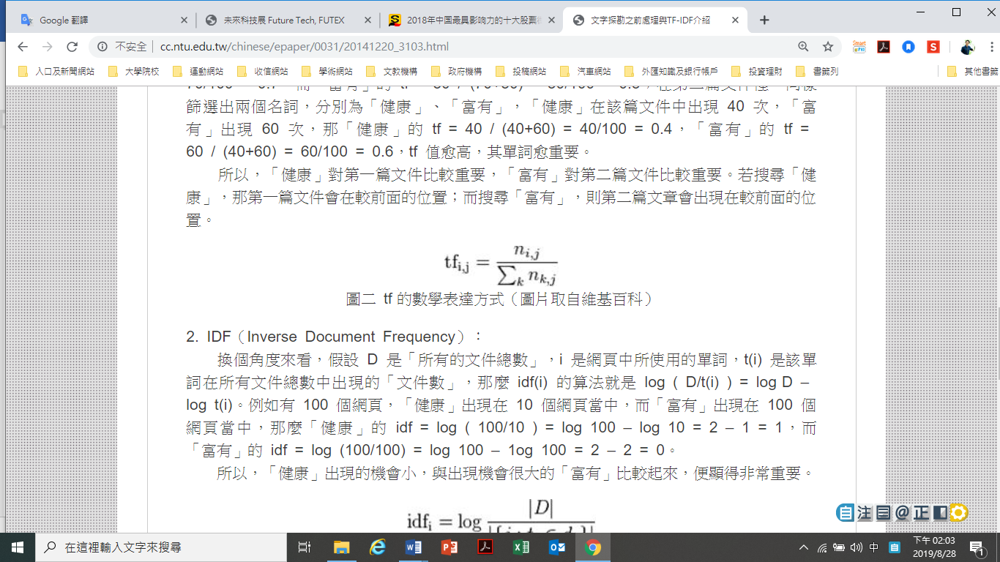 Google 翻譯
未來科技展 Future Tech, FUTEX
2018年中国最具影响力的十大股票
文字探勘之前處理與TF-IDF介紹
不安全 | cc.ntu.edu.tw/chinese/epaper/0031/20141220_3103.html
入口及新聞網站 大學院校 運動網站 收信網站 學術網站 文教機構 政府機構 投稿網站 汽車網站 外匯知識及銀行帳戶 投資理財 書籤列 其他書籤
篩選出兩個名詞，分別為「健康」、「富有」，「健康」在該篇文件中出現 40 次，「富
有」出現 60 次，那「健康」的 tf = 40 / (40+60) = 40/100 = 0.4，「富有」的 tf =
60 / (40+60) = 60/100 = 0.6，tf 值愈高，其單詞愈重要。
所以，「健康」對第一篇文件比較重要，「富有」對第二篇文件比較重要。若搜尋「健
康」，那第一篇文件會在較前面的位置；而搜尋「富有」，則第二篇文章會出現在較前面的位
置。
tf_{i,j} = \frac{n_{i,j}}{\sum_k n_{k,j}}
圖二 tf 的數學表達方式（圖片取自維基百科）
2. IDF（Inverse Document Frequency）：
換個角度來看，假設 D 是「所有的文件總數」，i 是網頁中所使用的單詞，t(i) 是該單
詞在所有文件總數中出現的「文件數」，那麼 idf(i) 的算法就是 log ( D/t(i) ) = log D –
log t(i)。例如有 100 個網頁，「健康」出現在 10 個網頁當中，而「富有」出現在 100 個
網頁當中，那麼「健康」的 idf = log ( 100/10 ) = log 100 – log 10 = 2 – 1 = 1，而
「富有」的 idf = log (100/100) = log 100 – 1og 100 = 2 – 2 = 0。
所以，「健康」出現的機會小，與出現機會很大的「富有」比較起來，便顯得非常重要。
idf_i = log |D|
自 注 @ 正
在這裡輸入文字來搜尋
中
下午 02:03
2019/8/28
1